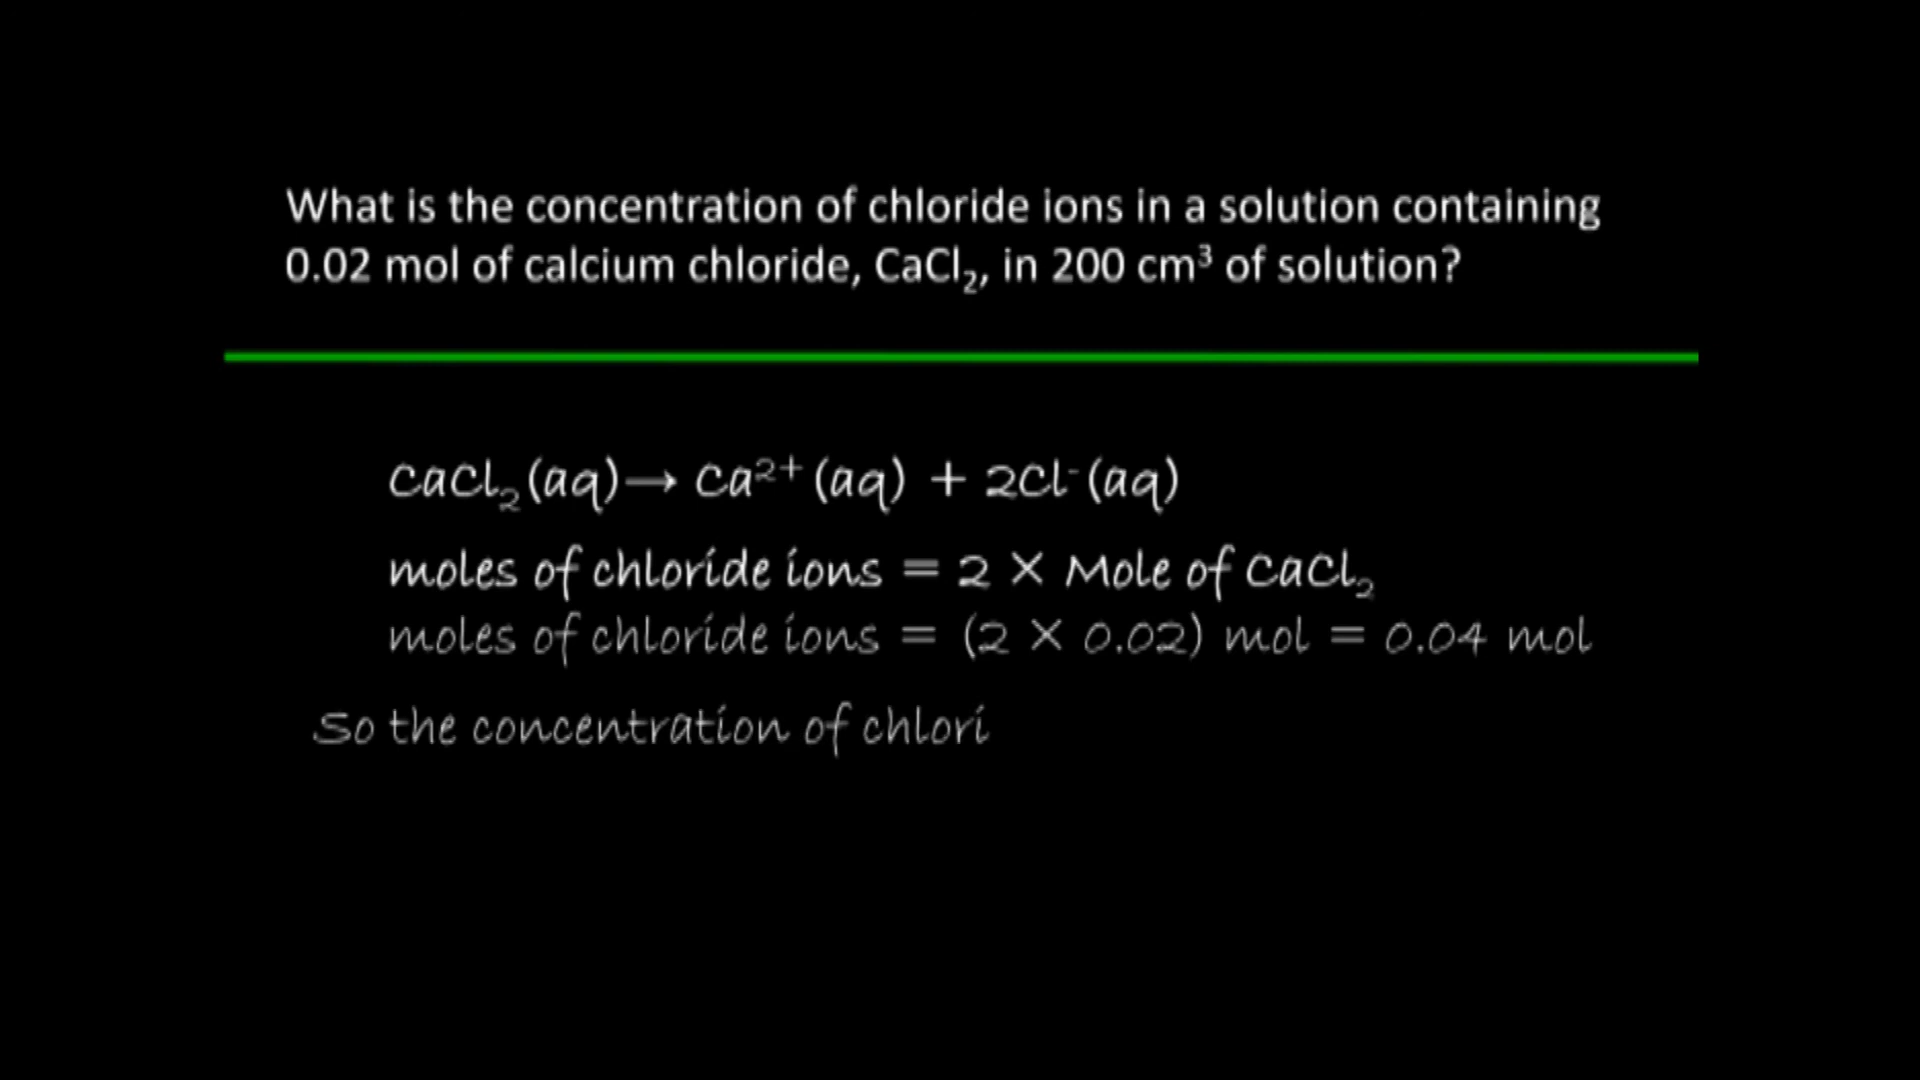 What is the concentration of chloride ions in a solution containing
0.02 mol of calcium chloride, CaCl₂, in 200 cm³ of solution?
CaCl₂(aq)→ Ca²⁺(aq) + 2Cl⁻(aq)
moles of chloride ions = 2 × Mole of CaCl₂
moles of chloride ions = (2 × 0.02) mol = 0.04 mol
So the concentration of chlori